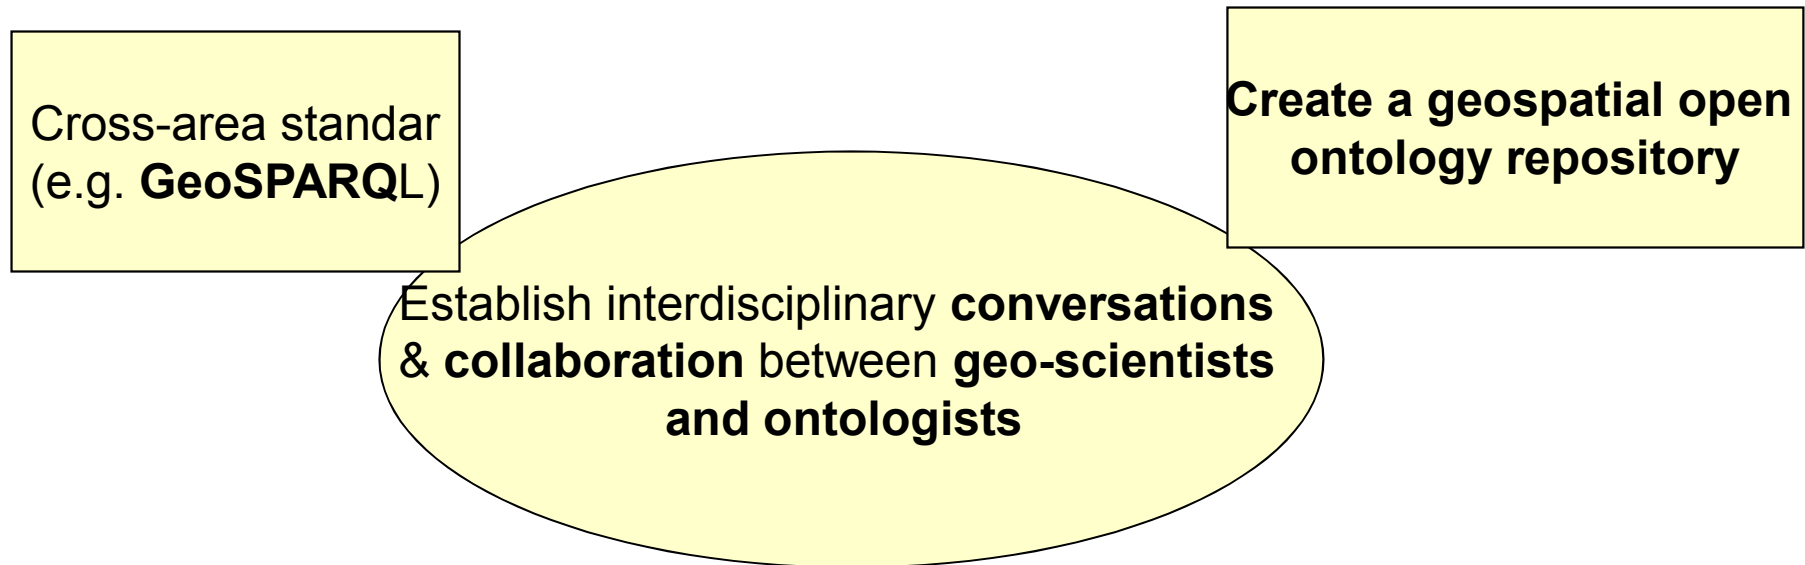 Cross-area standar
(e.g. GeoSPARQL)
Create a geospatial open
ontology repository
Establish interdisciplinary conversations
& collaboration between geo-scientists
and ontologists